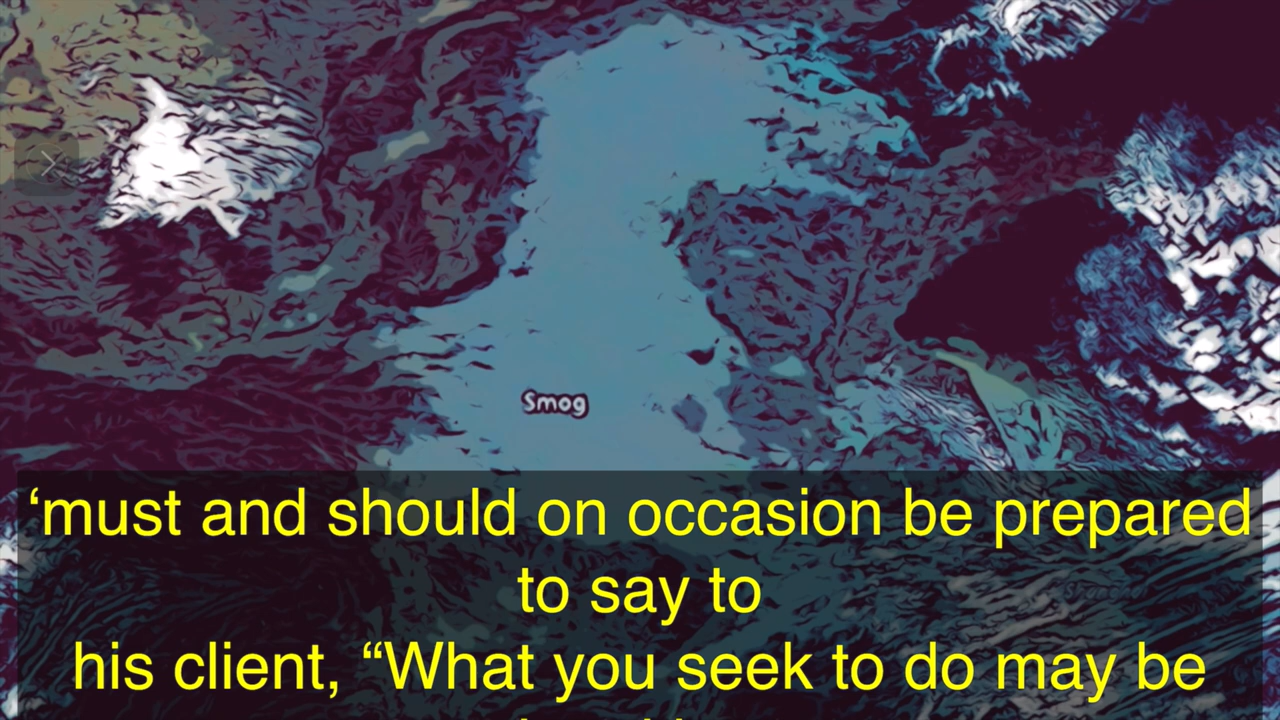 Smog
‘must and should on occasion be prepared
to say to
his client, “What you seek to do may be